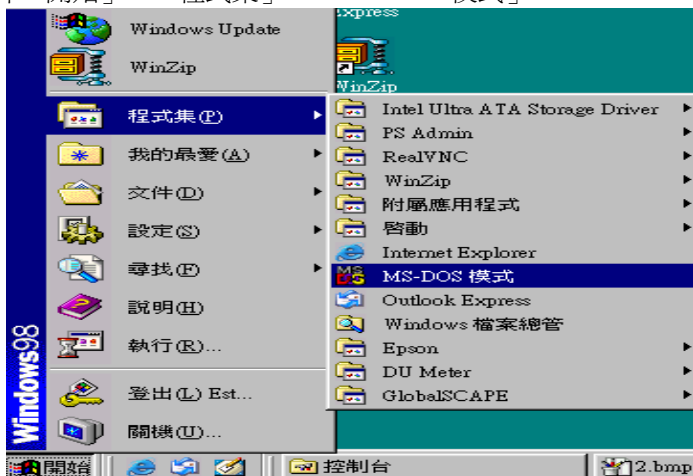 Express
Windows Update
WinZip
WinZip
程式集(P)
我的最愛(A)
文件(D)
設定(S)
尋找(F)
說明(H)
執行(R)...
登出(L) Est...
關機(U)...
Windows98
Intel Ultra ATA Storage Driver
PS Admin
RealVNC
WinZip
附屬應用程式
啓動
Internet Explorer
MS-DOS 模式
Outlook Express
Windows 檔案總管
Epson
DU Meter
GlobalSCAPE
開始
控制台
2.bmp